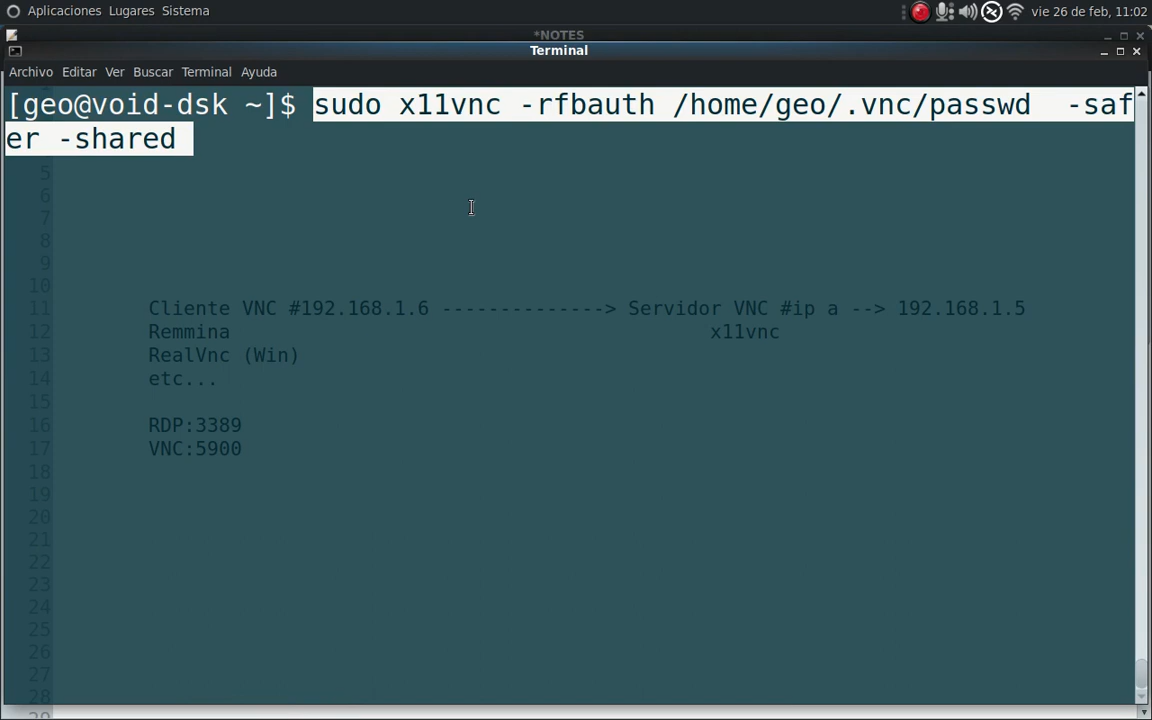 Aplicaciones Lugares Sistema vie 26 de feb, 11:02
*NOTES
Terminal
Archivo Editar Ver Buscar Terminal Ayuda
[geo@void-dsk ~]$ sudo x11vnc -rfbauth /home/geo/.vnc/passwd  -saf
er -shared
5
6
7
8
9
10
11 Cliente VNC #192.168.1.6 --------------> Servidor VNC #ip a --> 192.168.1.5
12 Remmina x11vnc
13 RealVnc (Win)
14 etc...
15
16 RDP:3389
17 VNC:5900
18
19
20
21
22
23
24
25
26
27
28
29